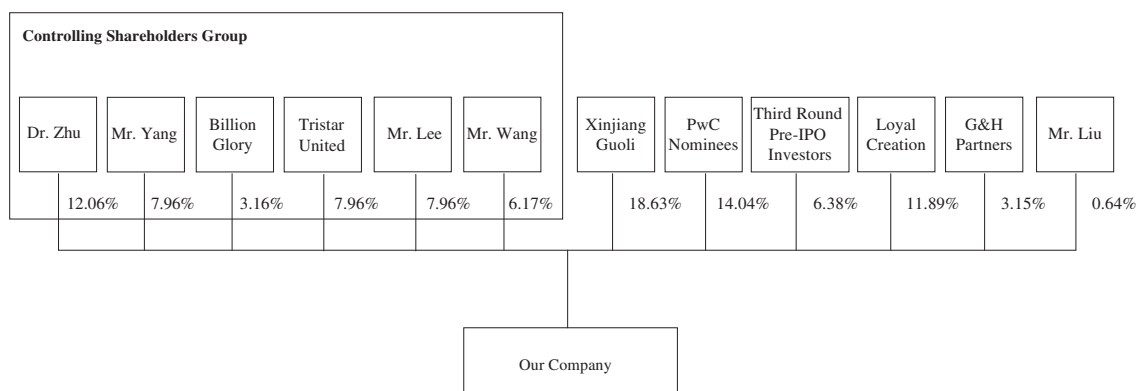 Controlling Shareholders Group
Dr. Zhu
Mr. Yang
Billion
Glory
Tristar
United
Mr. Lee
Mr. Wang
Xinjiang
Guoli
PwC
Nominees
Third Round
Pre-IPO
Investors
Loyal
Creation
G&H
Partners
Mr. Liu
12.06%
7.96%
3.16%
7.96%
7.96%
6.17%
18.63%
14.04%
6.38%
11.89%
3.15%
0.64%
Our Company